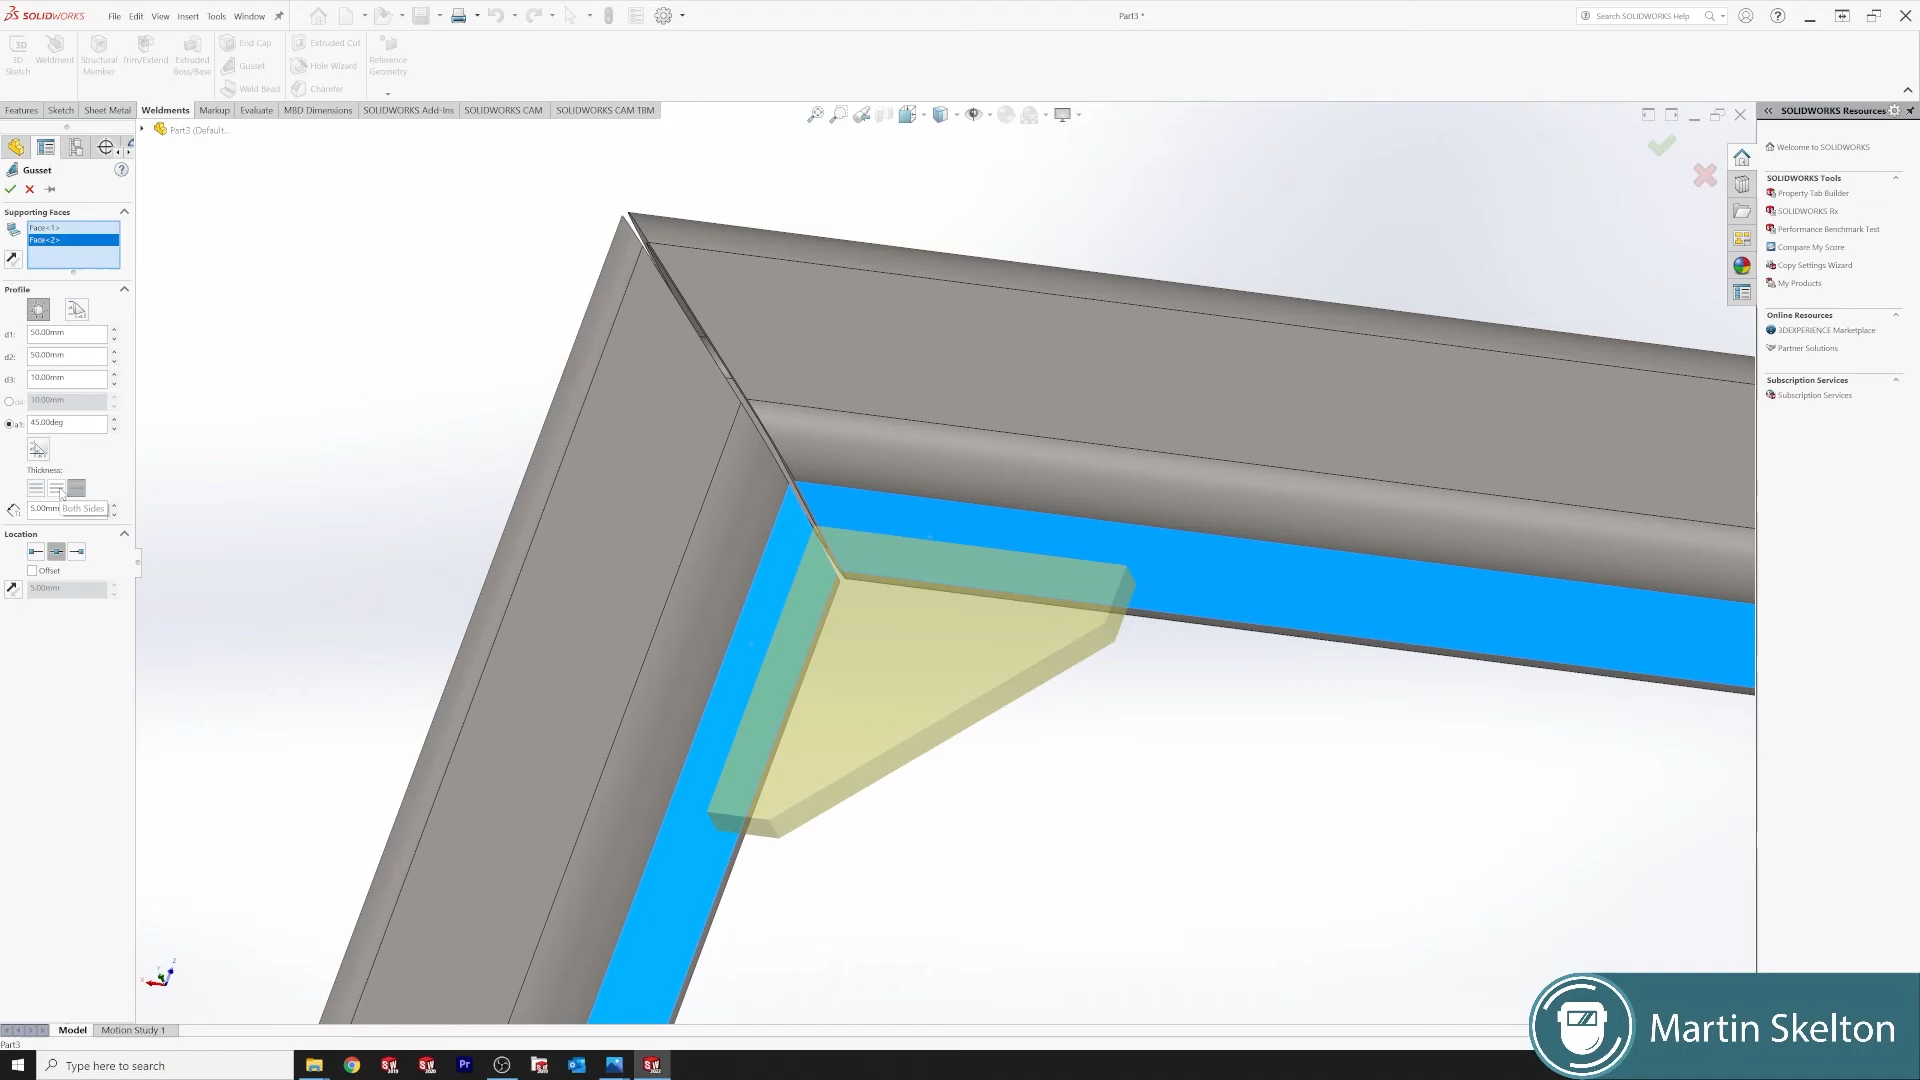 SOLIDWORKS File Edit View Insert Tools Window Part3 * Search SOLIDWORKS Help
3D Sketch
Weldment
Structural Member
Trim/Extend
Extruded Boss/Base
End Cap
Gusset
Weld Bead
Extruded Cut
Hole Wizard
Chamfer
Reference Geometry
Features Sketch Sheet Metal Weldments Markup Evaluate MBD Dimensions SOLIDWORKS Add-Ins SOLIDWORKS CAM SOLIDWORKS CAM TBM
Part3 (Default...
Gusset
Supporting Faces
Face<1>
Face<2>
Profile
d1: 50.00mm
d2: 50.00mm
d3: 10.00mm
d4: 10.00mm
a1: 45.00deg
Thickness:
5.00mm Both Sides
Location
Offset
5.00mm
SOLIDWORKS Resources
Welcome to SOLIDWORKS
SOLIDWORKS Tools
Property Tab Builder
SOLIDWORKS Rx
Performance Benchmark Test
Compare My Score
Copy Settings Wizard
My Products
Online Resources
3DEXPERIENCE Marketplace
Partner Solutions
Subscription Services
Subscription Services
Martin Skelton
Model Motion Study 1
Part3
Type here to search